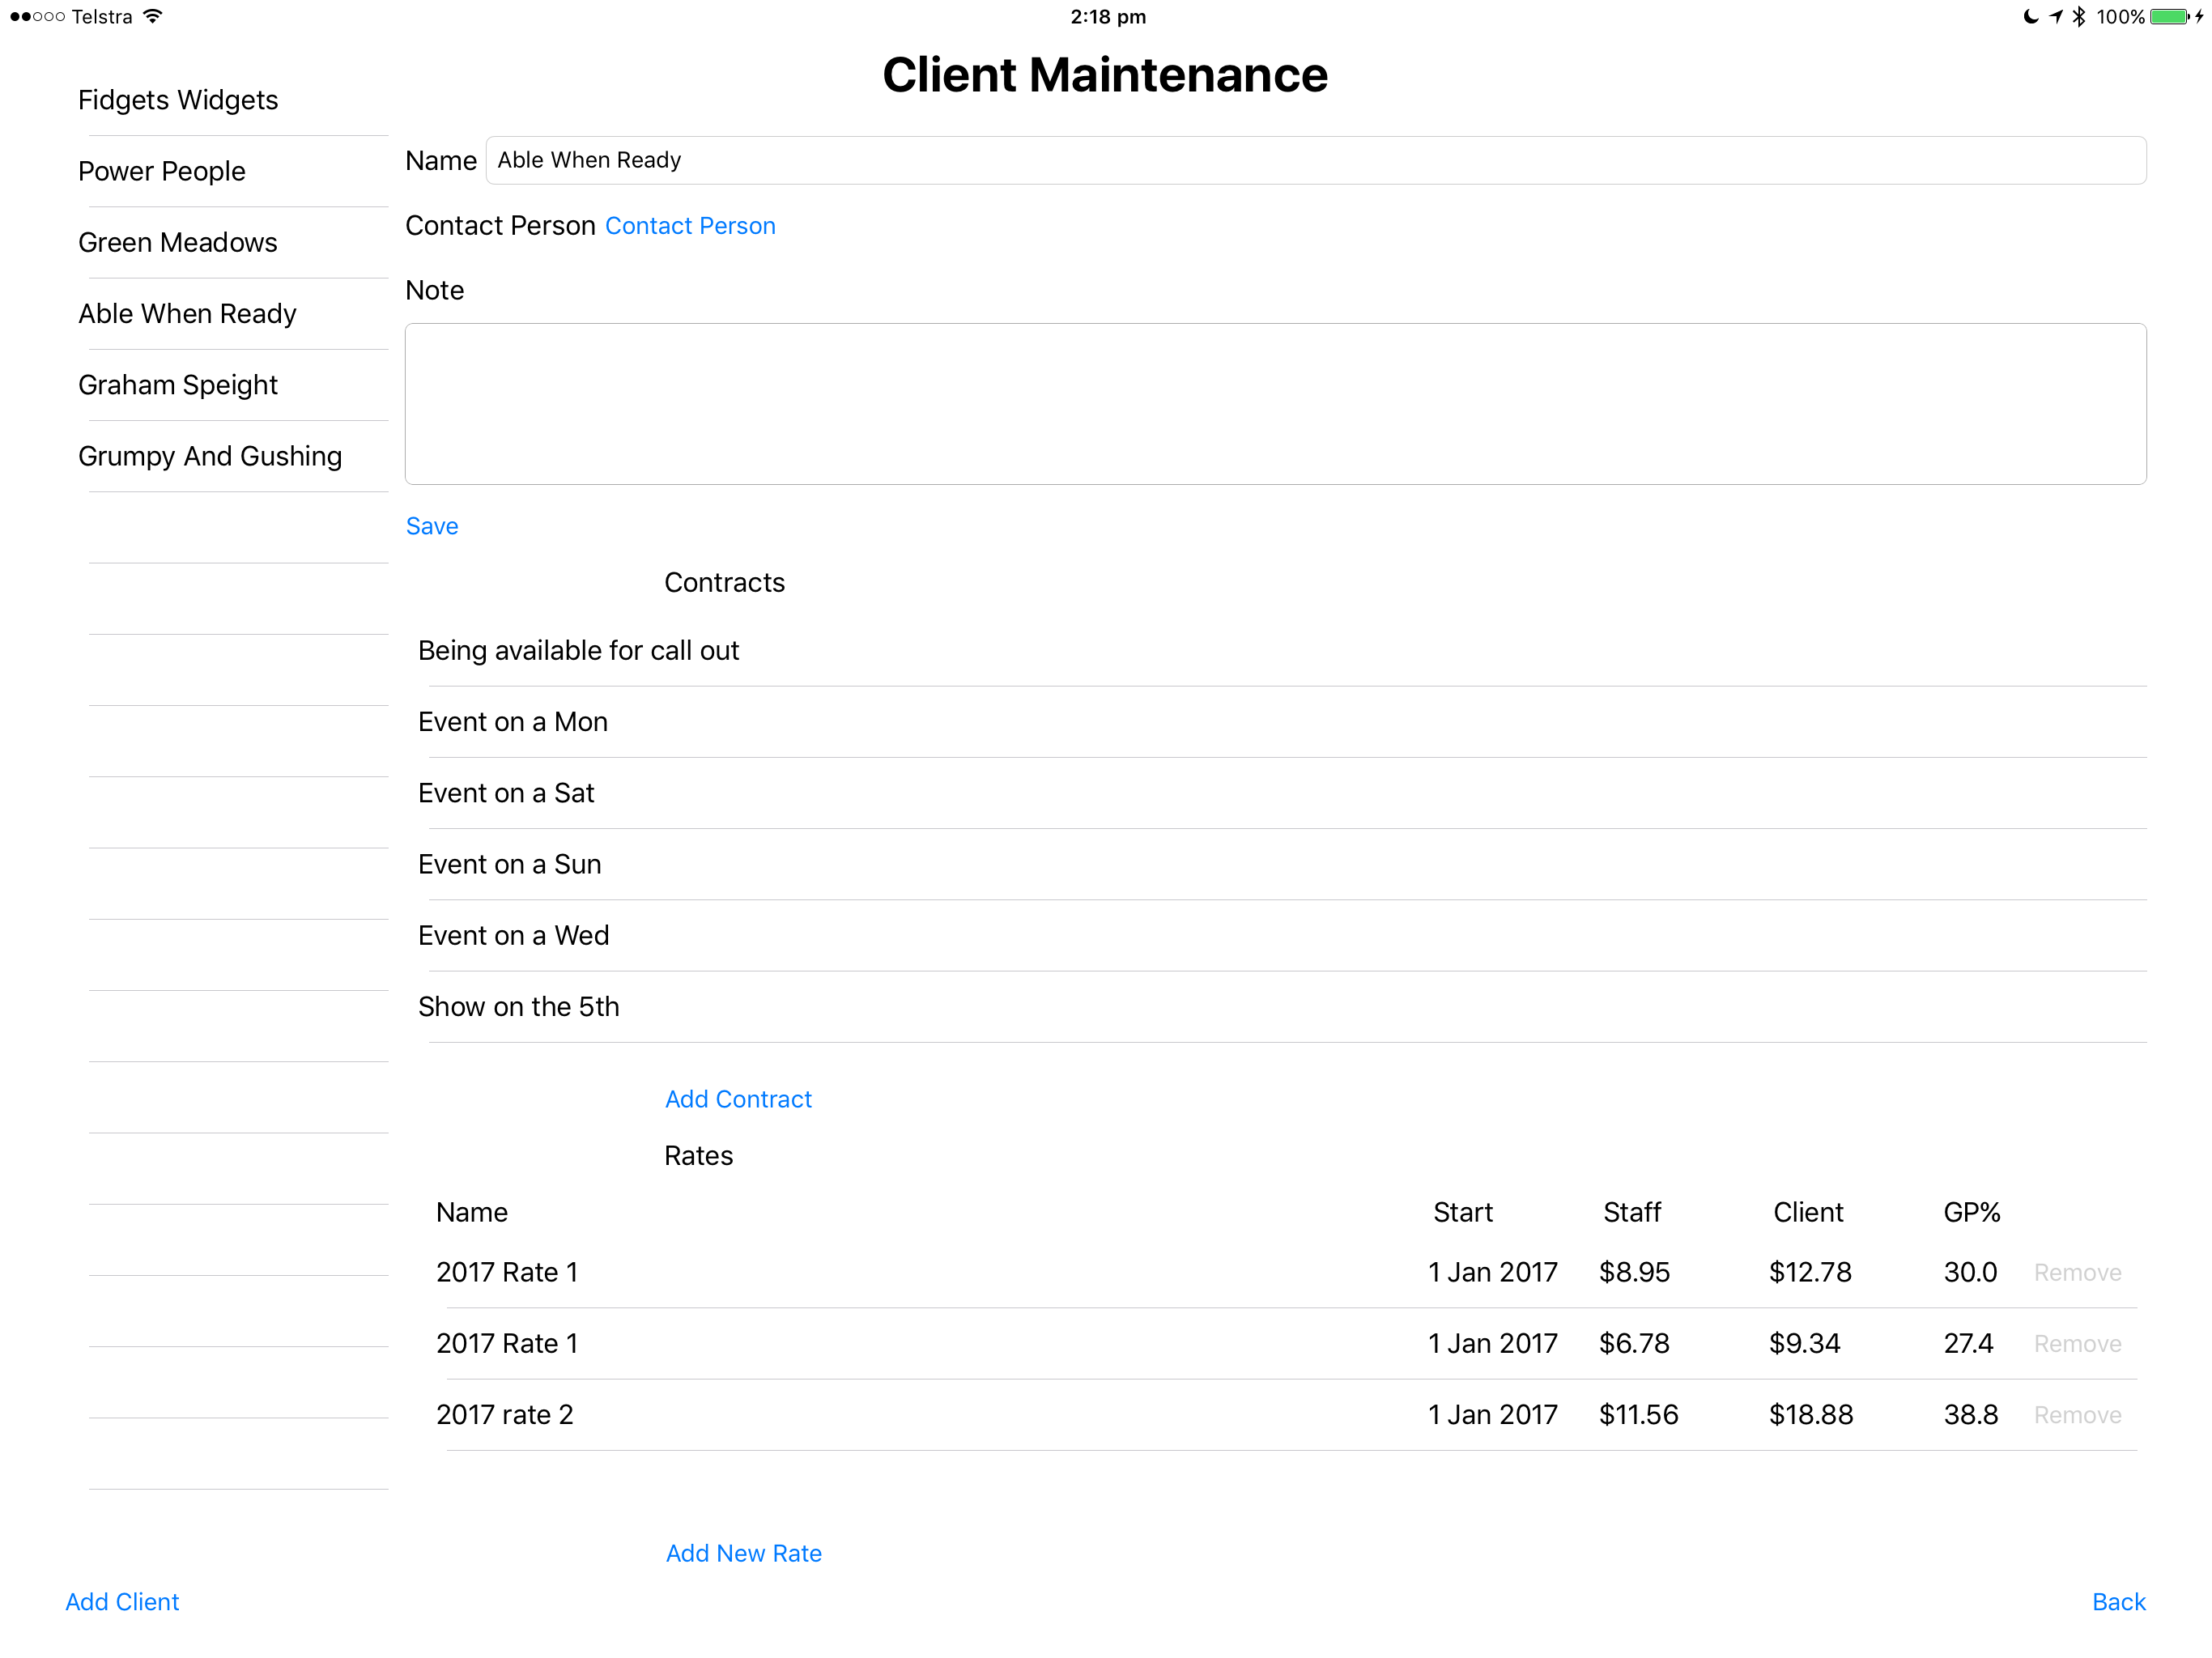 Telstra 2:18 pm 100%
Client Maintenance
Fidgets Widgets
Power People
Green Meadows
Able When Ready
Graham Speight
Grumpy And Gushing
Name Able When Ready
Contact Person Contact Person
Note
Save
Contracts
Being available for call out
Event on a Mon
Event on a Sat
Event on a Sun
Event on a Wed
Show on the 5th
Add Contract
Rates
Name Start Staff Client GP%
2017 Rate 1 1 Jan 2017 $8.95 $12.78 30.0 Remove
2017 Rate 1 1 Jan 2017 $6.78 $9.34 27.4 Remove
2017 rate 2 1 Jan 2017 $11.56 $18.88 38.8 Remove
Add New Rate
Add Client Back